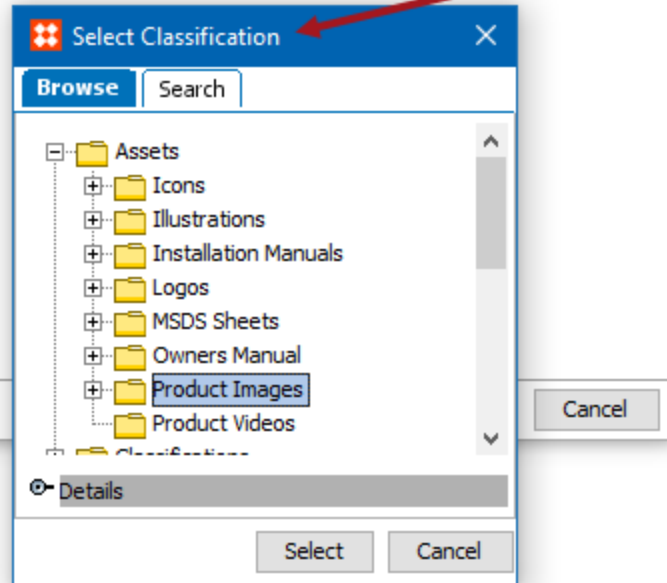 Select Classification
Browse Search
Assets
Icons
Illustrations
Installation Manuals
Logos
MSDS Sheets
Owners Manual
Product Images
Product Videos
Classifications
Details
Select Cancel
Cancel